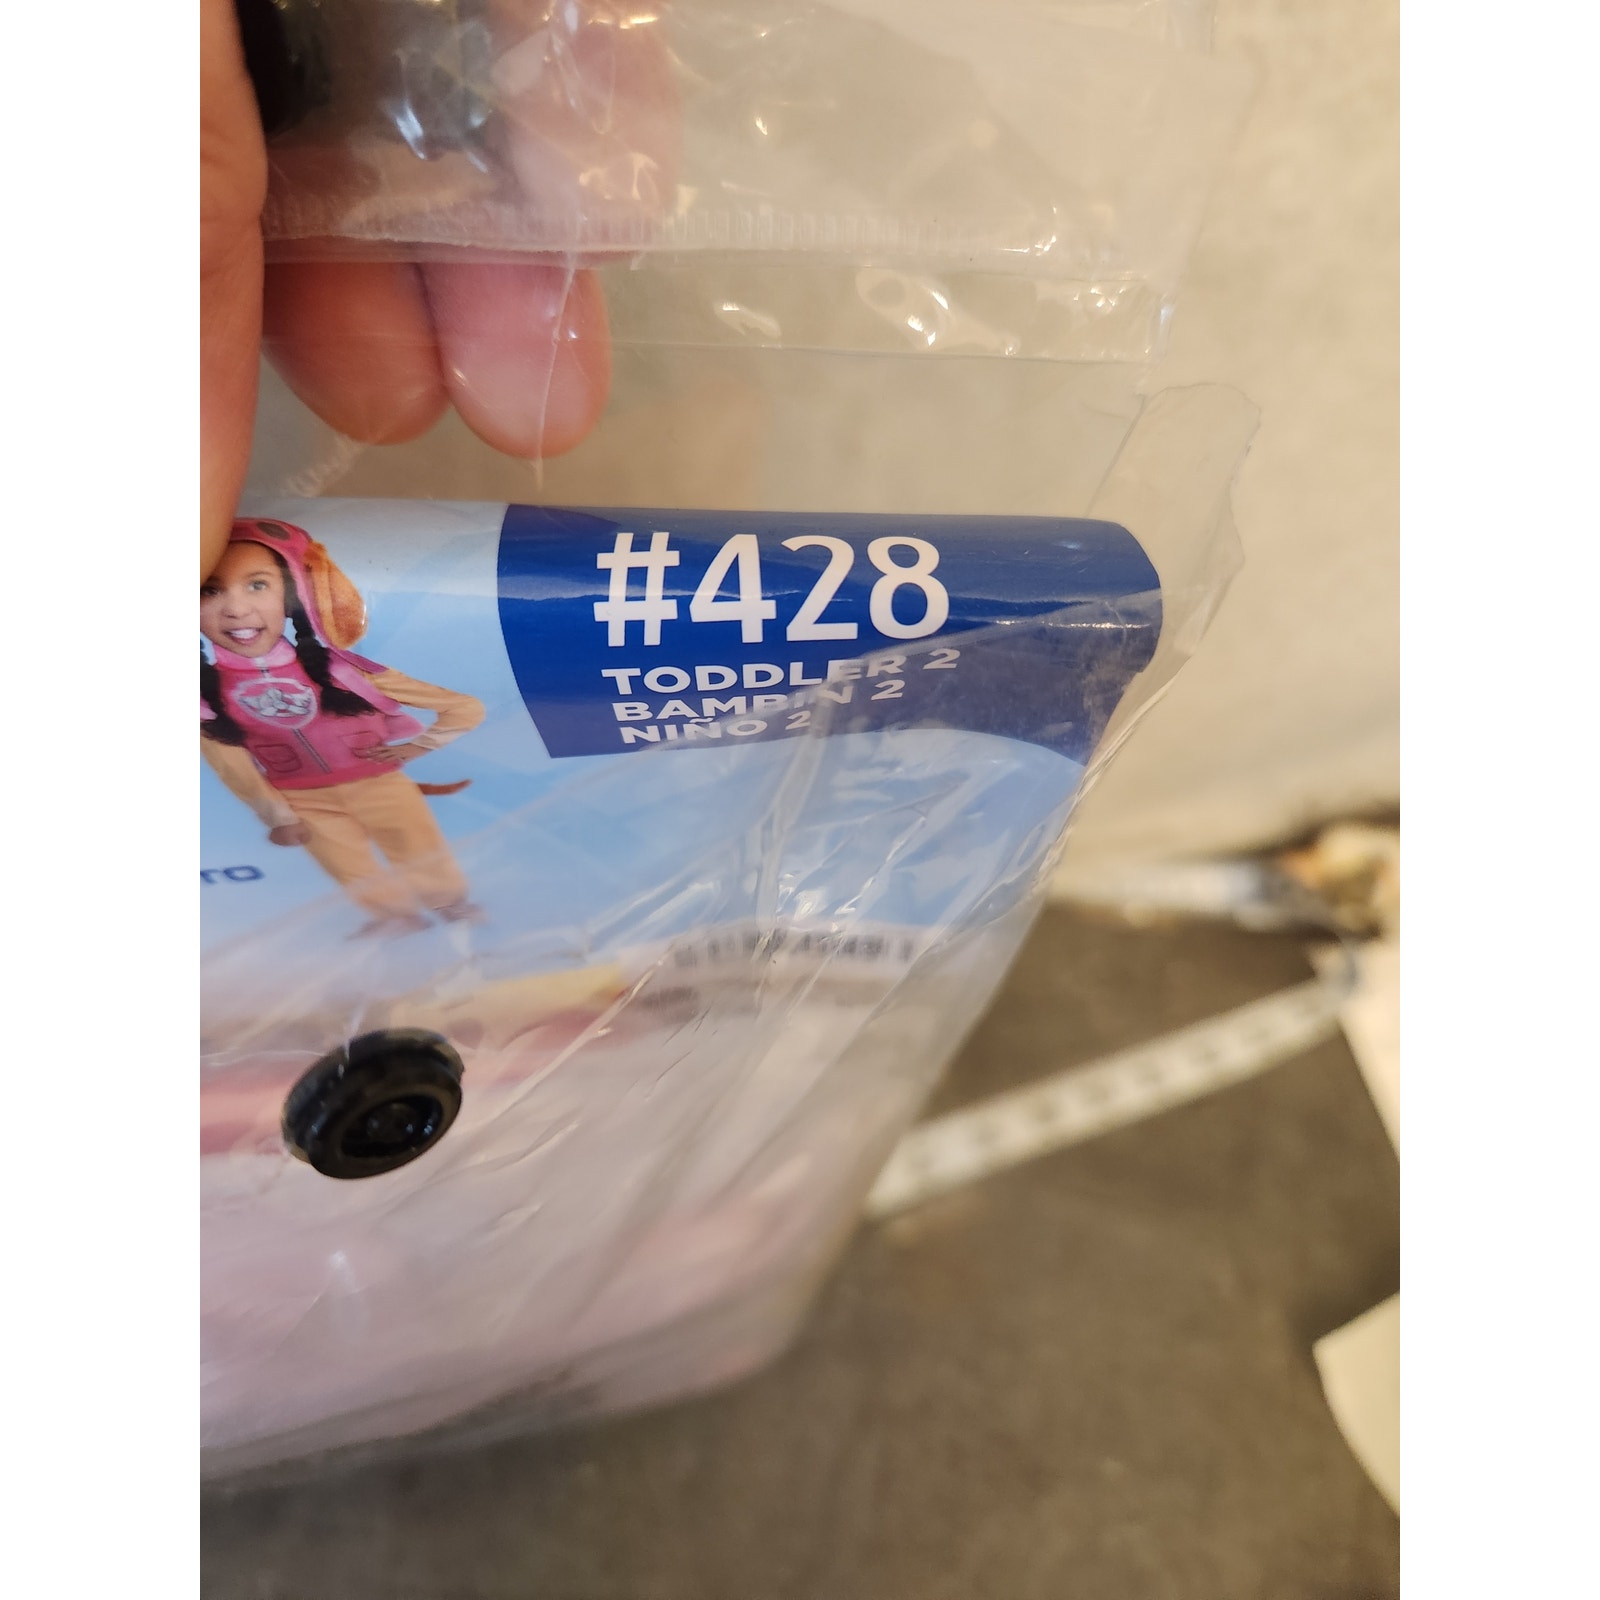 #428
TODDLER 2
BAMBIN 2
NIÑO 2